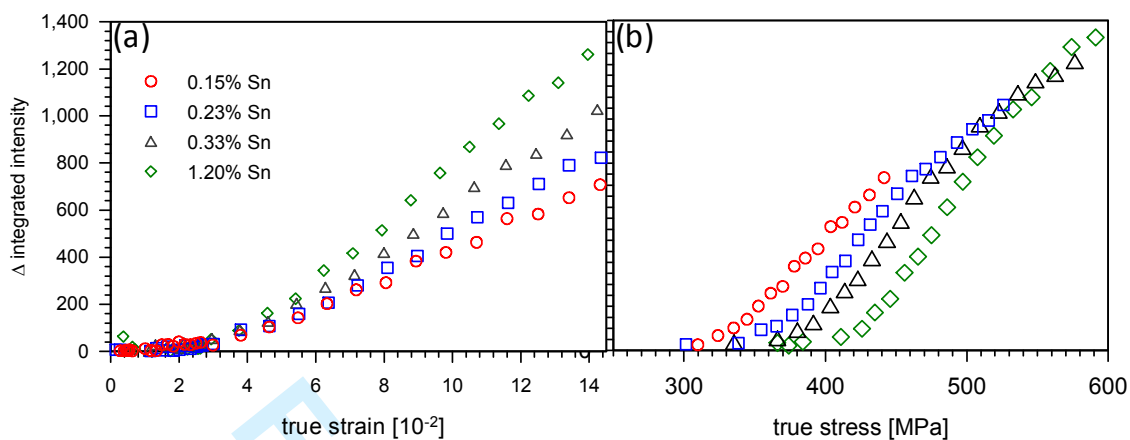 (a)
(b)
1,400
1,200
1,000
800
600
400
200
0
Δ integrated intensity
0.15% Sn
0.23% Sn
0.33% Sn
1.20% Sn
0 2 4 6 8 10 12 14
300 400 500 600
true strain [10-2]
true stress [MPa]